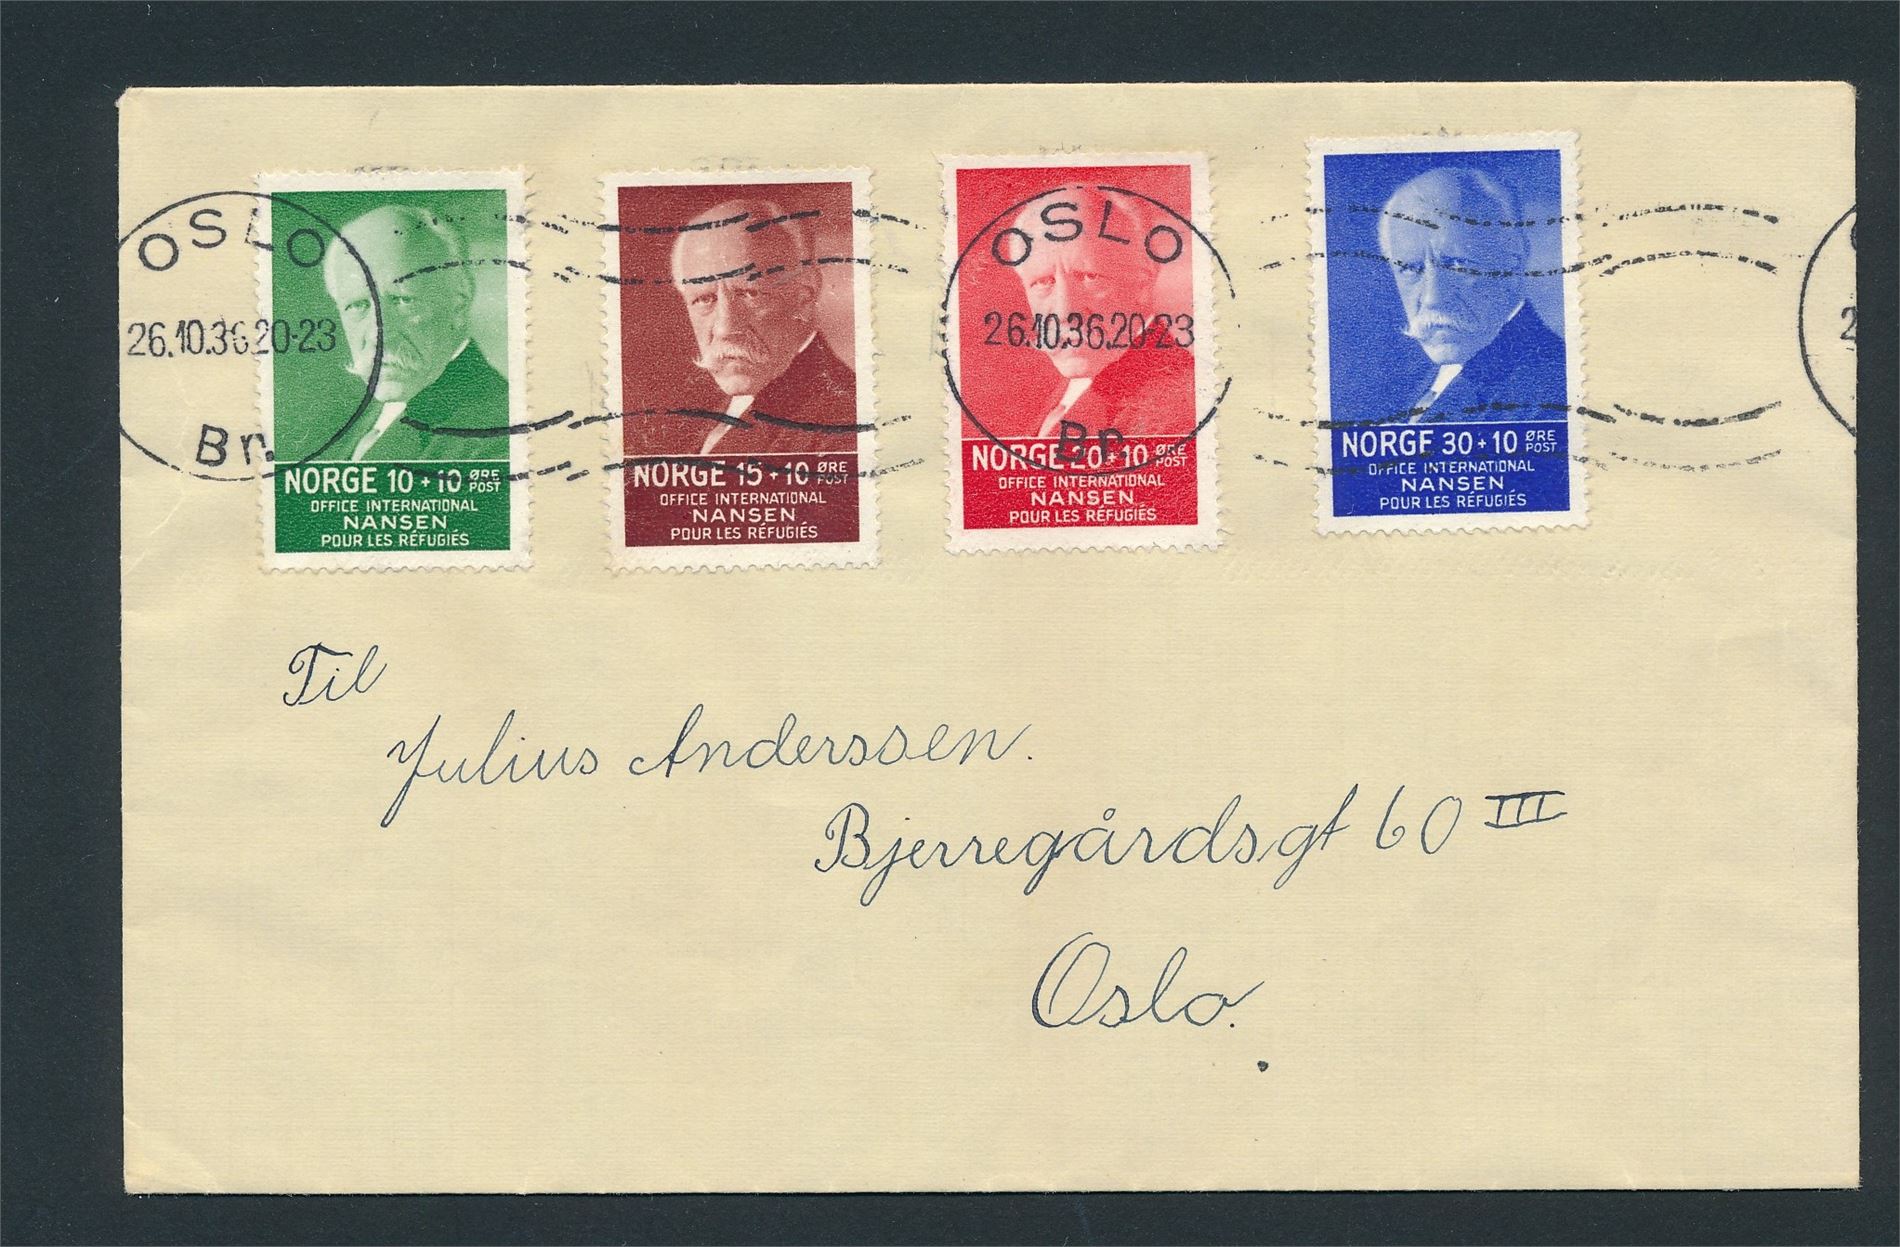 OSLO
26.10.36.20-23
Br.
NORGE 10+10 ØRE POST
OFFICE INTERNATIONAL
NANSEN
POUR LES RÉFUGIÉS
NORGE 15+10 ØRE POST
OFFICE INTERNATIONAL
NANSEN
POUR LES RÉFUGIÉS
OSLO
26.10.36.20-23
Br.
NORGE 20+10 ØRE POST
OFFICE INTERNATIONAL
NANSEN
POUR LES RÉFUGIÉS
NORGE 30+10 ØRE POST
OFFICE INTERNATIONAL
NANSEN
POUR LES RÉFUGIÉS
Til
Julius Anderssen.
Bjerregårdsgt 60 III
Oslo.